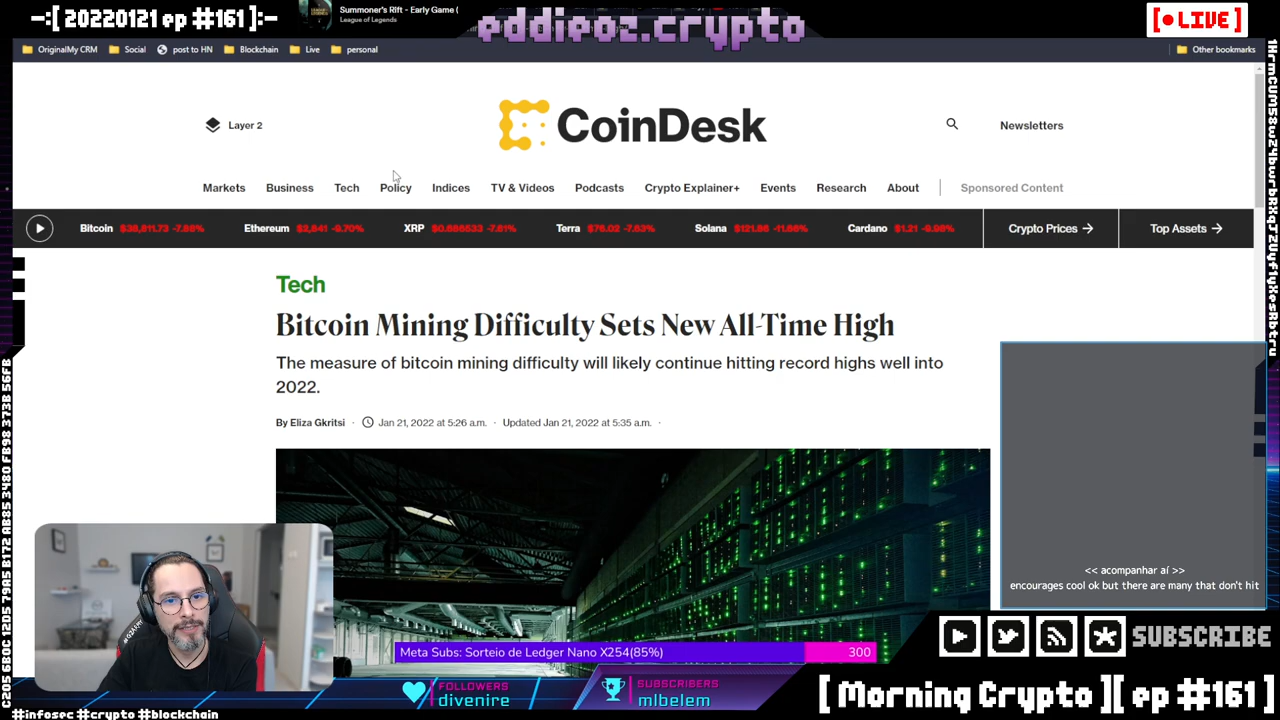 -:[ 20220121 ep #161 ]:-
Summoner's Rift - Early Game (
League of Legends
eddieoz.crypto
[ LIVE ]
OriginalMy CRM
Social
post to HN
Blockchain
Live
personal
Other bookmarks
Layer 2
CoinDesk
Newsletters
Markets
Business
Tech
Policy
Indices
TV & Videos
Podcasts
Crypto Explainer+
Events
Research
About
Sponsored Content
Bitcoin
Ethereum
XRP
Terra
Solana
Cardano
Crypto Prices
Top Assets
Tech
Bitcoin Mining Difficulty Sets New All-Time High
The measure of bitcoin mining difficulty will likely continue hitting record highs well into
2022.
By Eliza Gkritsi · Jan 21, 2022 at 5:26 a.m. · Updated Jan 21, 2022 at 5:35 a.m. ·
<< acompanhar aí >>
encourages cool ok but there are many that don't hit
Meta Subs: Sorteio de Ledger Nano X254(85%)
300
FOLLOWERS
divenire
SUBSCRIBERS
mlbelem
SUBSCRIBE
[ Morning Crypto ][ ep #161 ]
#infosec #crypto #blockchain